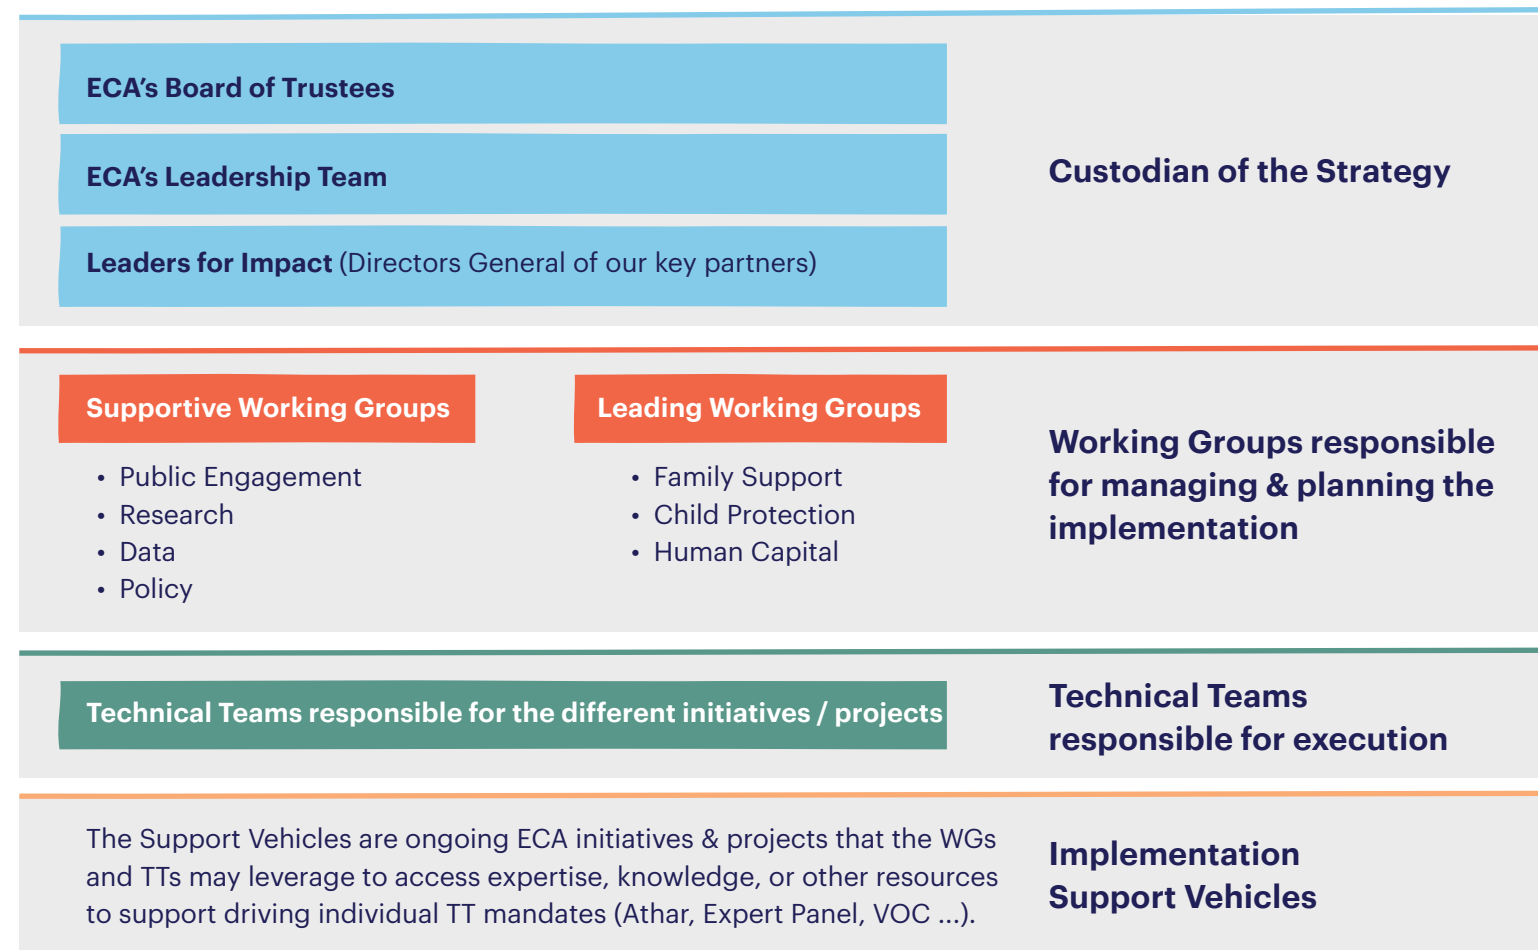 ECA’s Board of Trustees
ECA’s Leadership Team
Leaders for Impact (Directors General of our key partners)
Custodian of the Strategy
Supportive Working Groups
• Public Engagement
• Research
• Data
• Policy
Leading Working Groups
• Family Support
• Child Protection
• Human Capital
Working Groups responsible
for managing & planning the
implementation
Technical Teams responsible for the different initiatives / projects
Technical Teams
responsible for execution
The Support Vehicles are ongoing ECA initiatives & projects that the WGs
and TTs may leverage to access expertise, knowledge, or other resources
to support driving individual TT mandates (Athar, Expert Panel, VOC ...).
Implementation
Support Vehicles